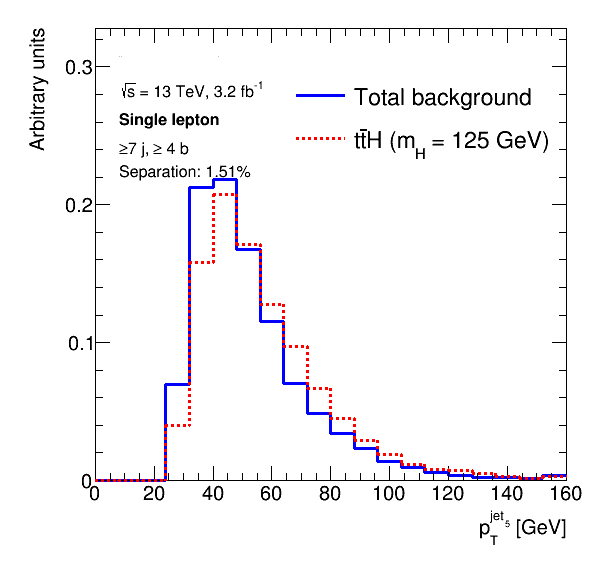 Arbitrary units
0.3
0.2
0.1
0
√s = 13 TeV, 3.2 fb⁻¹
Single lepton
≥7 j, ≥ 4 b
Separation: 1.51%
Total background
tt̄H (m_H = 125 GeV)
0 20 40 60 80 100 120 140 160
p_T^{jet_5} [GeV]